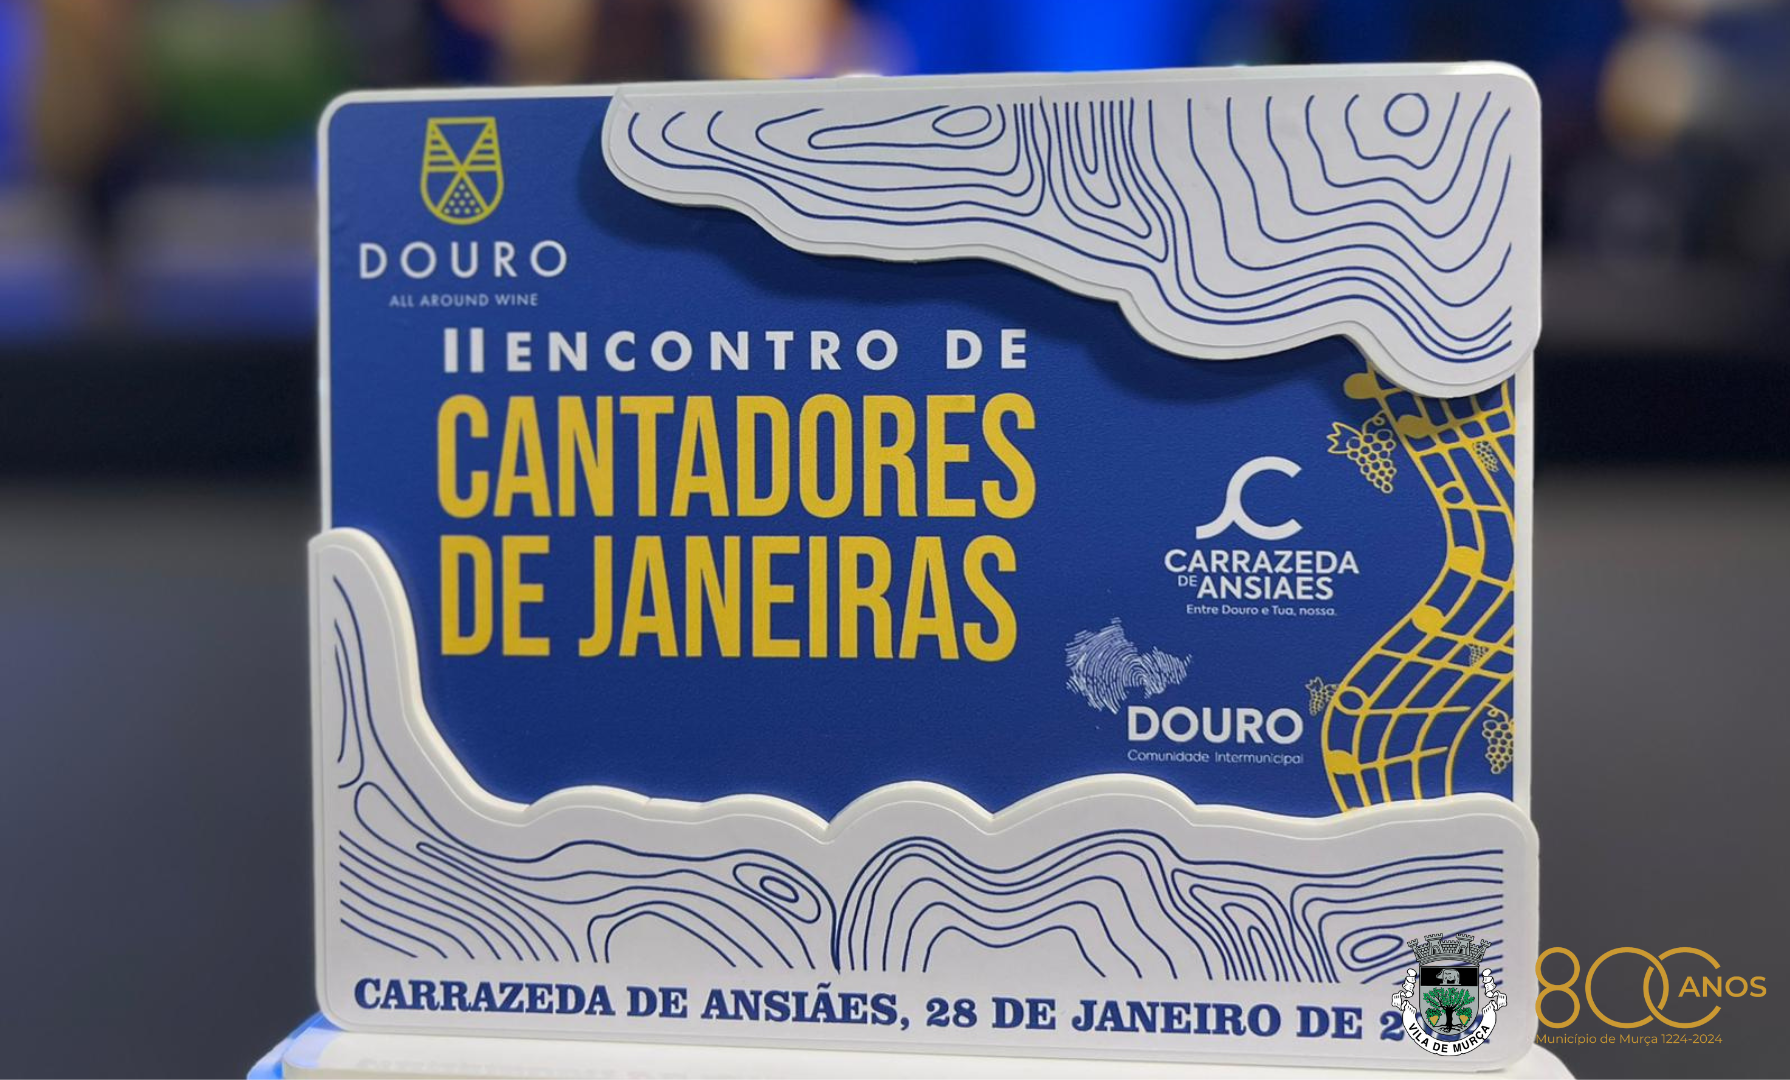 DOURO
ALL AROUND WINE
II ENCONTRO DE
CANTADORES
DE JANEIRAS
CARRAZEDA
DE ANSIAES
Entre Douro e Tua, nossa.
DOURO
Comunidade Intermunicipal
CARRAZEDA DE ANSIÃES, 28 DE JANEIRO DE 2
VILA DE MURÇA
800 ANOS
Município de Murça 1224-2024